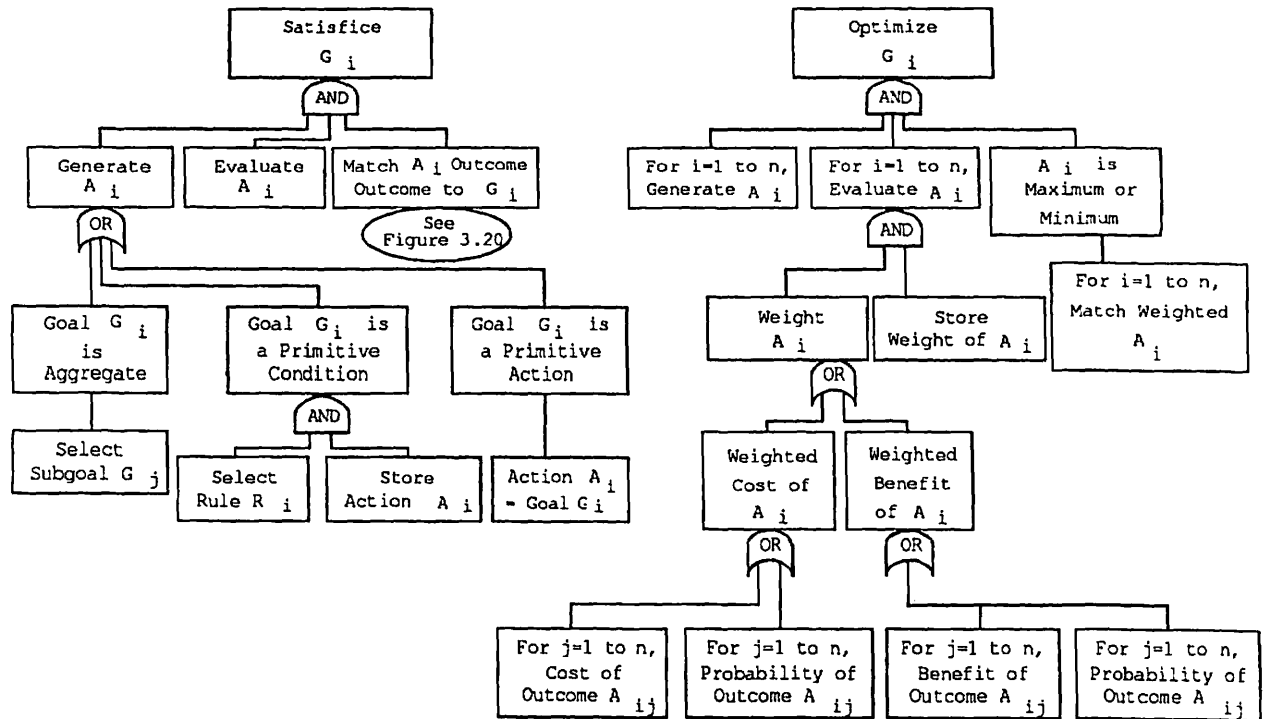 Satisfice
G i
AND
Generate
A i
Evaluate
A i
Match A i Outcome
Outcome to G i
See
Figure 3.20
OR
Goal G i
is
Aggregate
Goal G i is
a Primitive
Condition
Goal G i is
a Primitive
Action
AND
Select
Subgoal G j
Select
Rule R i
Store
Action A i
Action A i
= Goal G i
Optimize
G i
AND
For i=1 to n,
Generate A i
For i=1 to n,
Evaluate A i
A i is
Maximum or
Minimum
AND
Weight
A i
Store
Weight of A i
For i=1 to n,
Match Weighted
A i
OR
Weighted
Cost of
A i
Weighted
Benefit
of A i
OR
OR
For j=1 to n,
Cost of
Outcome A ij
For j=1 to n,
Probability of
Outcome A ij
For j=1 to n,
Benefit of
Outcome A ij
For j=1 to n,
Probability of
Outcome A ij